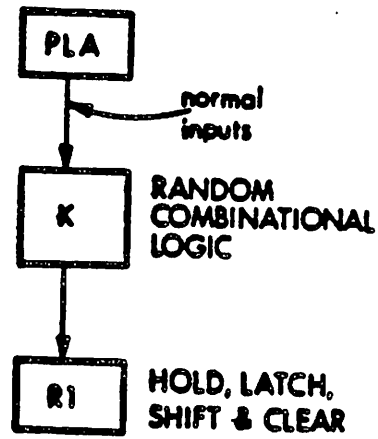 PLA
normal
inputs
K
RANDOM
COMBINATIONAL
LOGIC
R1
HOLD, LATCH,
SHIFT & CLEAR